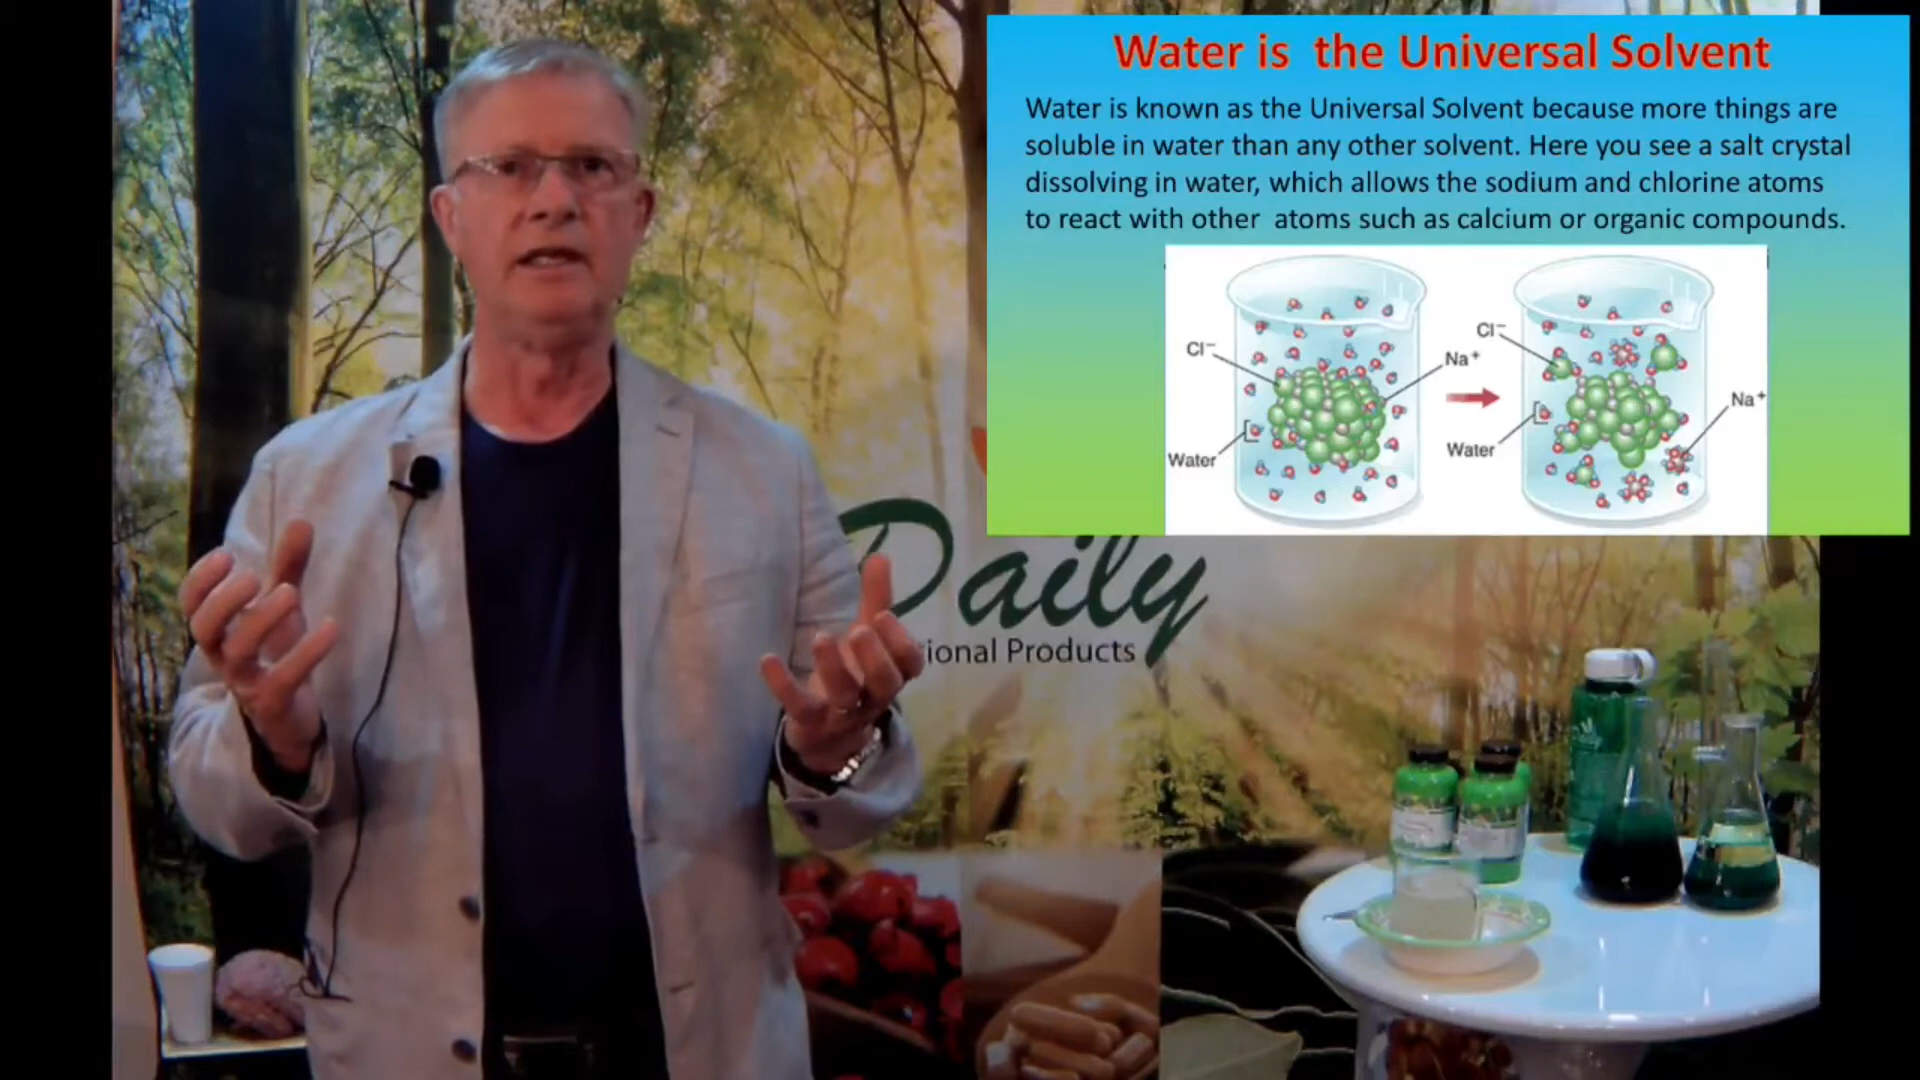 Water is the Universal Solvent
Water is known as the Universal Solvent because more things are
soluble in water than any other solvent. Here you see a salt crystal
dissolving in water, which allows the sodium and chlorine atoms
to react with other atoms such as calcium or organic compounds.
Cl⁻
Na⁺
Water
Cl⁻
Na⁺
Water
Daily
ional Products